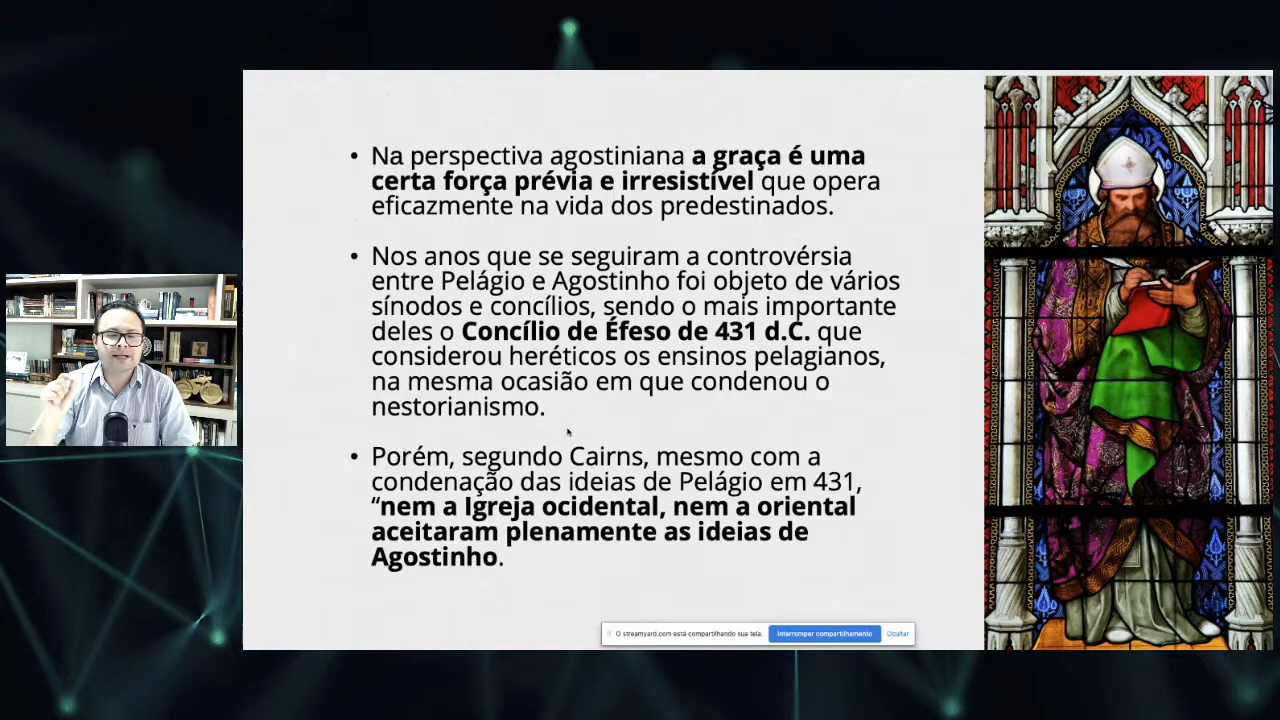 • Na perspectiva agostiniana a graça é uma
certa força prévia e irresistível que opera
eficazmente na vida dos predestinados.
• Nos anos que se seguiram a controvérsia
entre Pelágio e Agostinho foi objeto de vários
sínodos e concílios, sendo o mais importante
deles o Concílio de Éfeso de 431 d.C. que
considerou heréticos os ensinos pelagianos,
na mesma ocasião em que condenou o
nestorianismo.
• Porém, segundo Cairns, mesmo com a
condenação das ideias de Pelágio em 431,
“nem a Igreja ocidental, nem a oriental
aceitaram plenamente as ideias de
Agostinho.
O streamyard.com está compartilhando sua tela. Interromper compartilhamento Ocultar